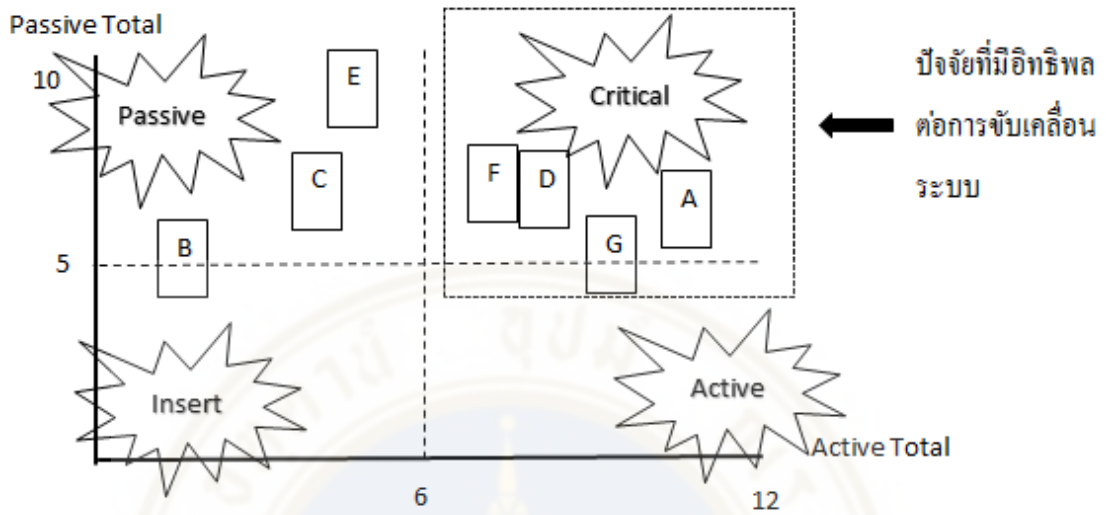 Passive Total
10
Passive
E
Critical
ปัจจัยที่มีอิทธิพล
ต่อการขับเคลื่อน
ระบบ
C
F
D
A
B
G
5
Insert
Active
Active Total
6
12